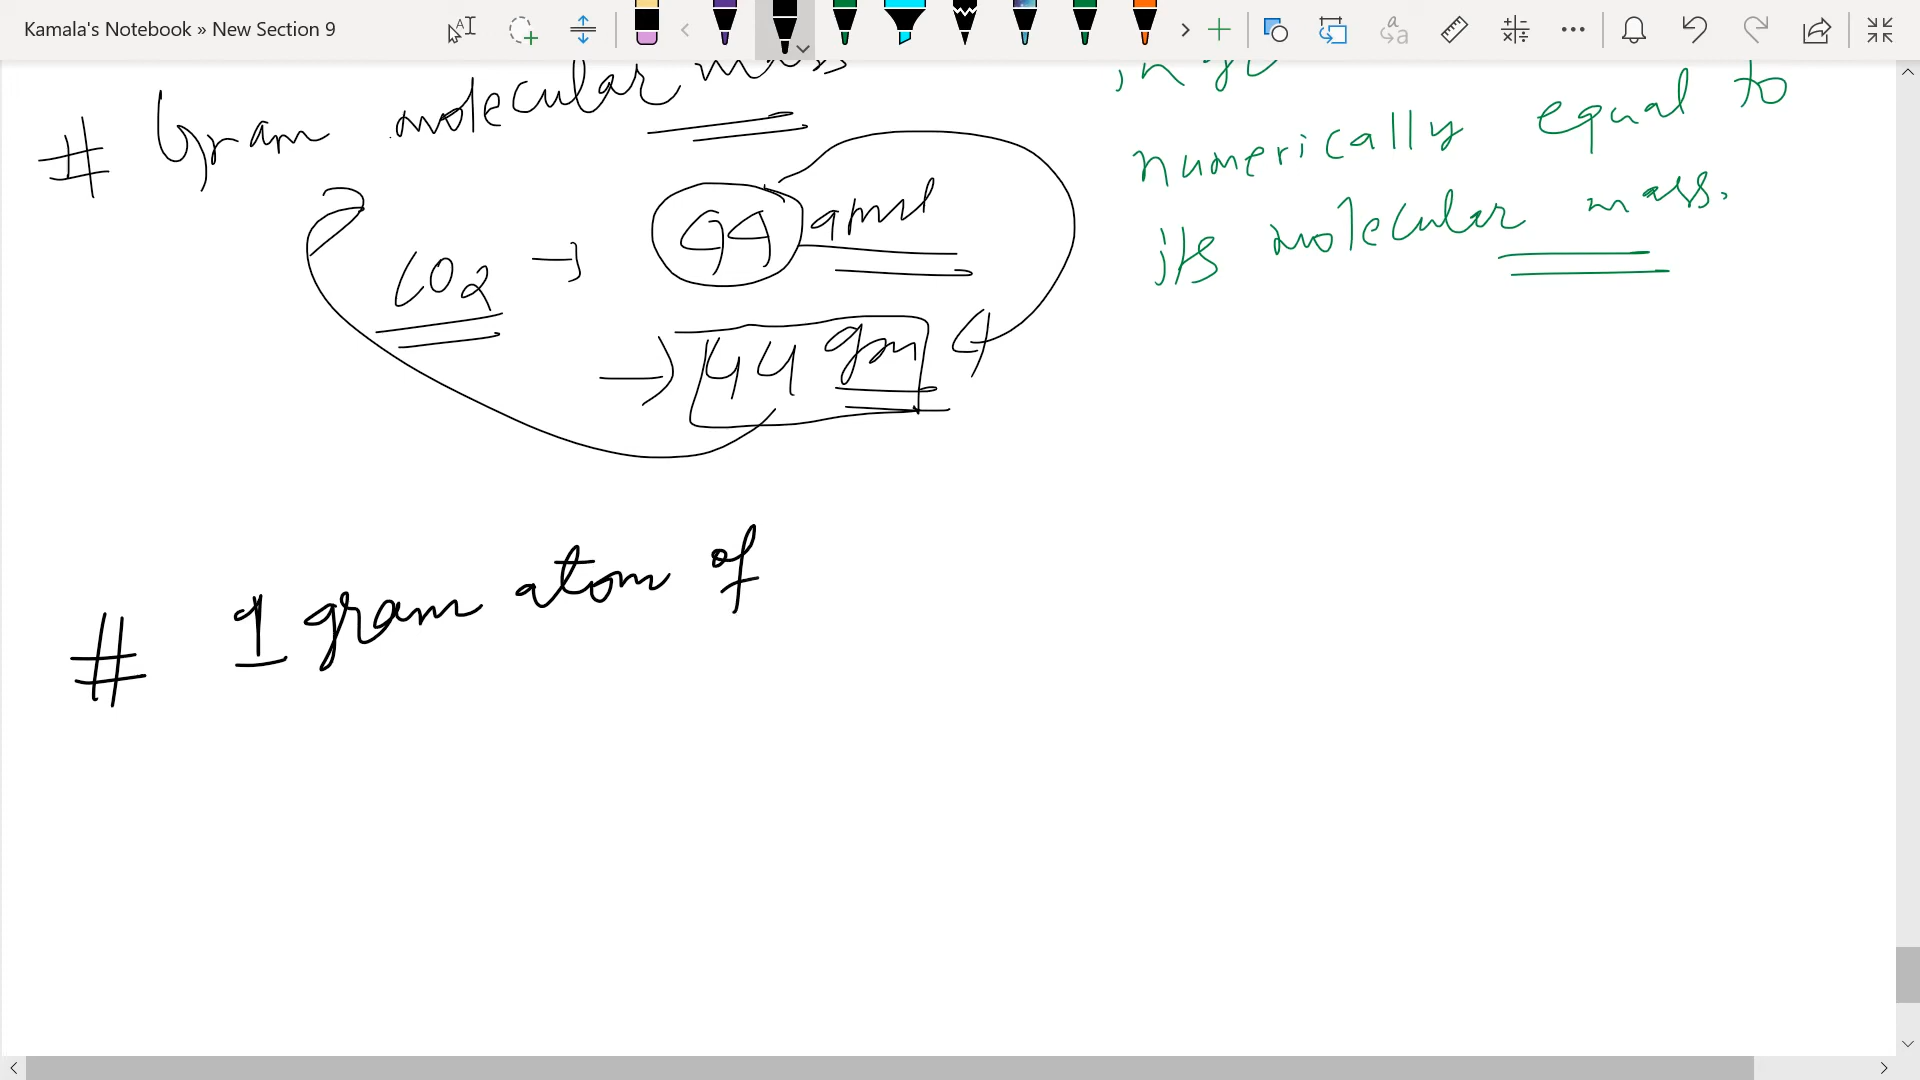 Kamala's Notebook » New Section 9
# Gram molecular mass
CO2 → 44 amu
→ 44 gm
numerically equal to
its molecular mass.
# 1 gram atom of